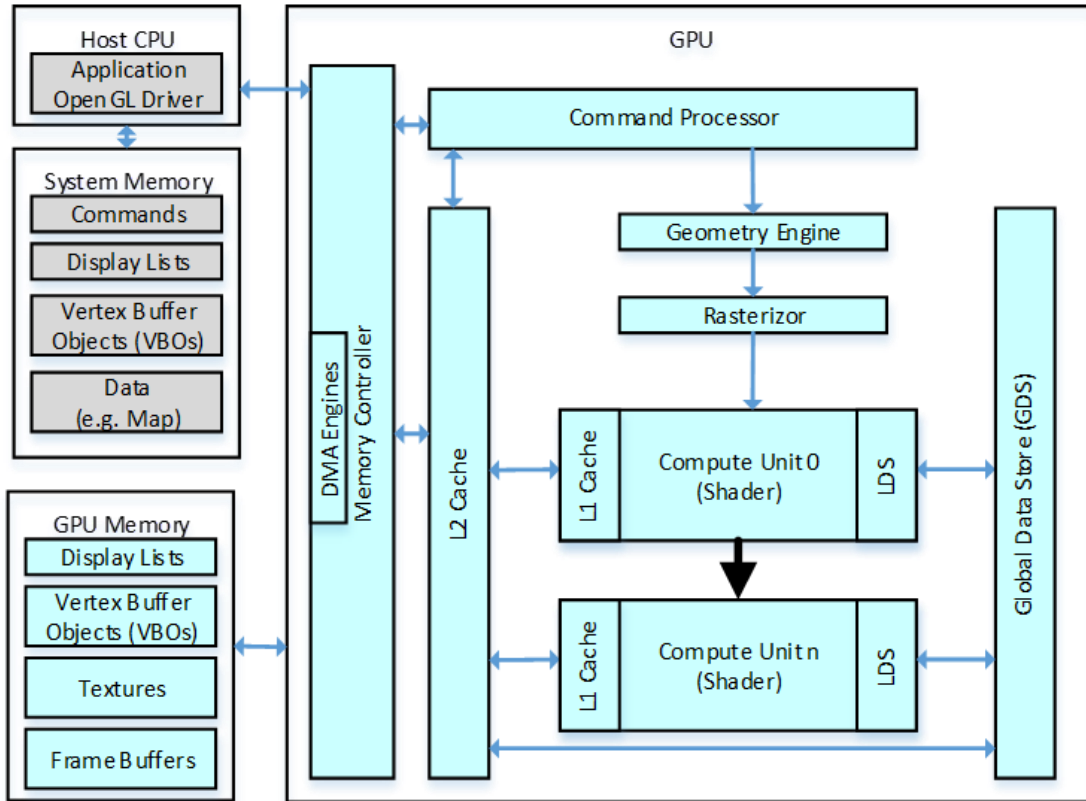 Host CPU
Application
Open GL Driver
System Memory
Commands
Display Lists
Vertex Buffer
Objects (VBOs)
Data
(e.g. Map)
GPU Memory
Display Lists
Vertex Buffer
Objects (VBOs)
Textures
Frame Buffers
GPU
DMA Engines
Memory Controller
Command Processor
L2 Cache
Geometry Engine
Rasterizor
L1 Cache
Compute Unit 0
(Shader)
LDS
L1 Cache
Compute Unit n
(Shader)
LDS
Global Data Store (GDS)